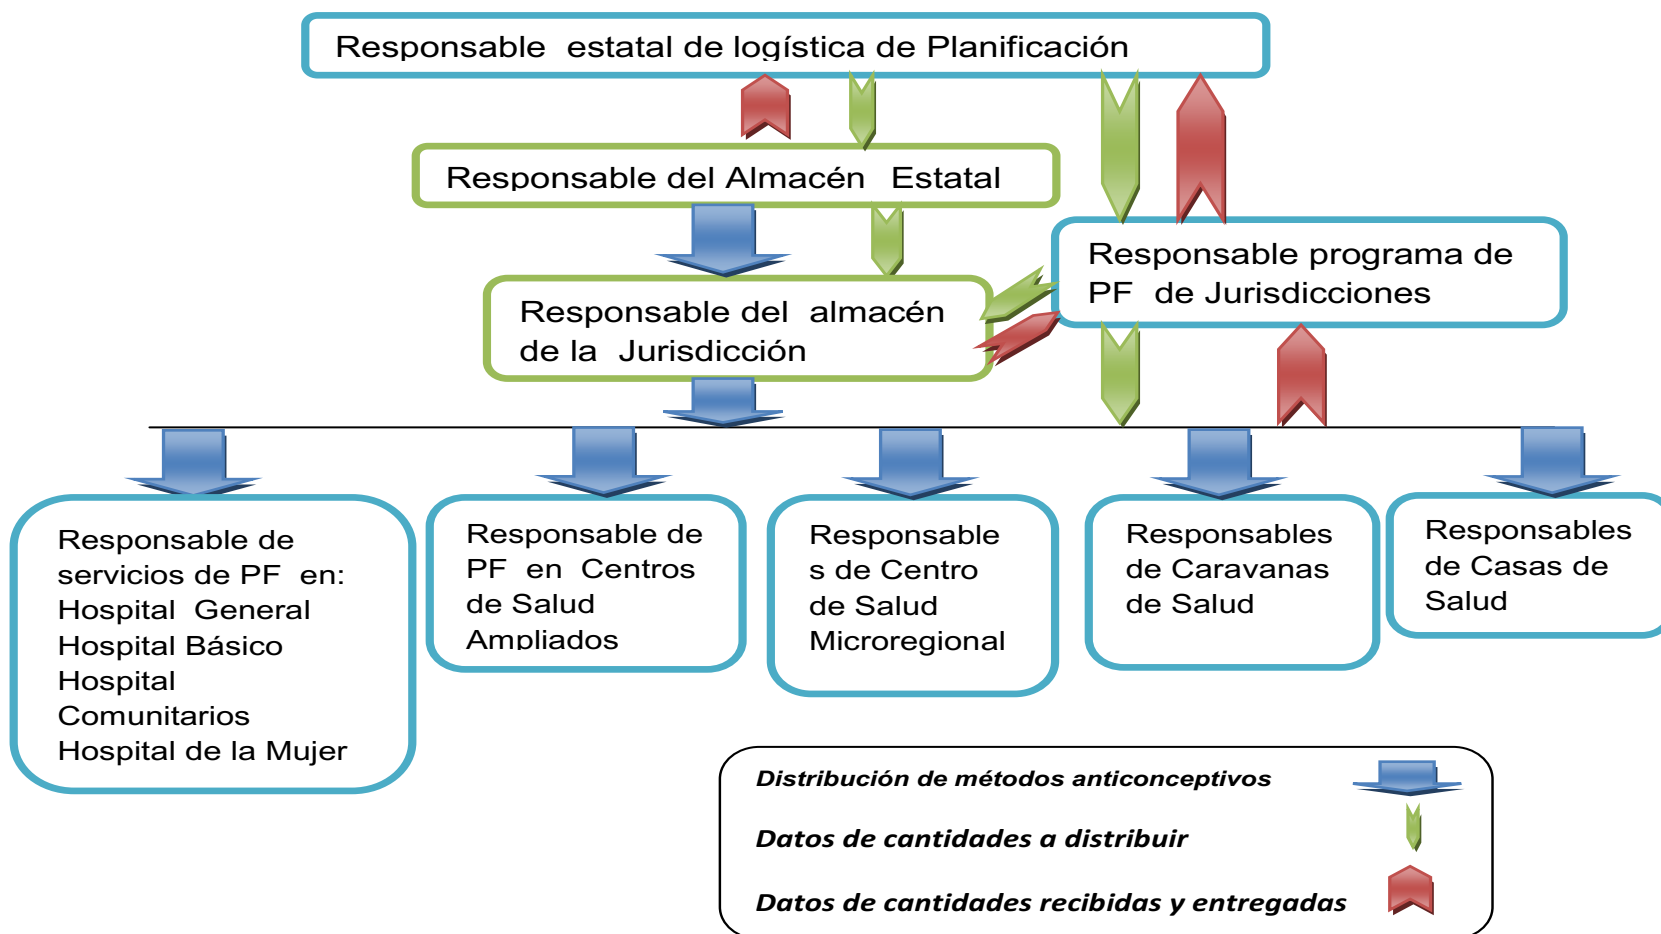 Responsable estatal de logística de Planificación
Responsable del Almacén Estatal
Responsable programa de
PF de Jurisdicciones
Responsable del almacén
de la Jurisdicción
Responsable de
servicios de PF en:
Hospital General
Hospital Básico
Hospital
Comunitarios
Hospital de la Mujer
Responsable de
PF en Centros
de Salud
Ampliados
Responsable
s de Centro
de Salud
Microregional
Responsables
de Caravanas
de Salud
Responsables
de Casas de
Salud
Distribución de métodos anticonceptivos
Datos de cantidades a distribuir
Datos de cantidades recibidas y entregadas